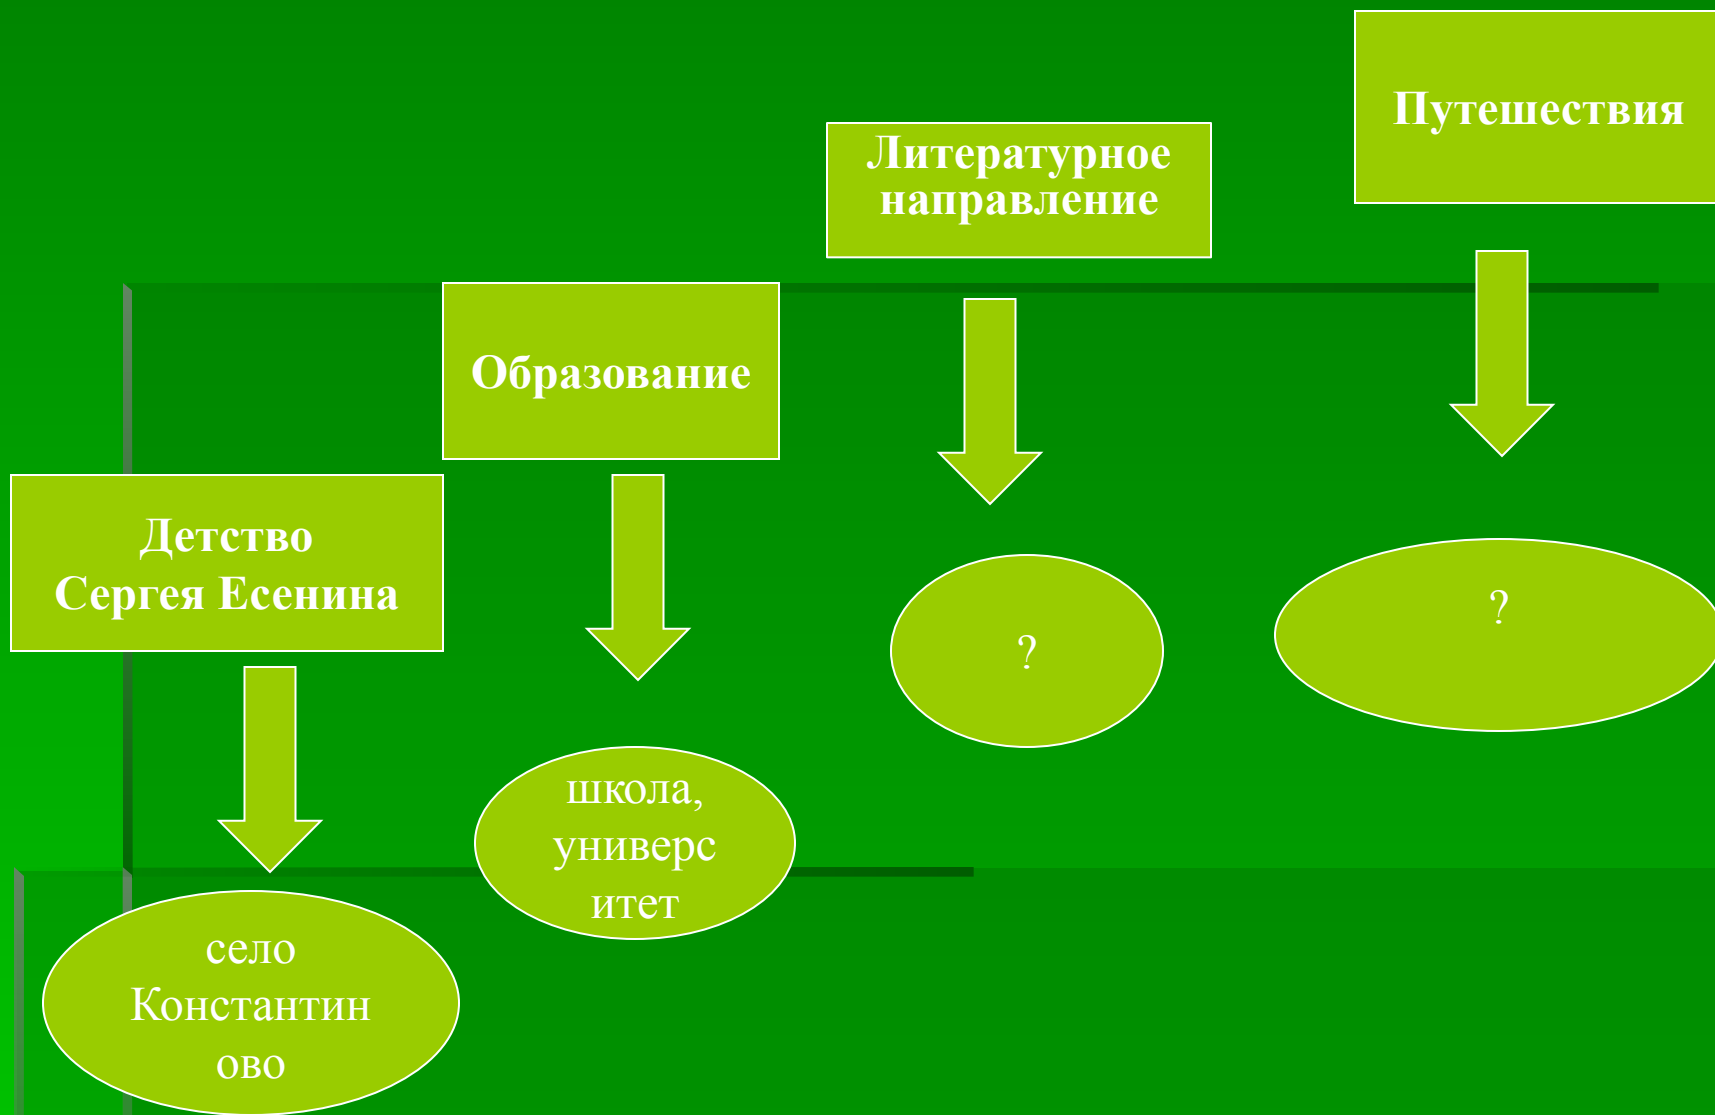 Путешествия
Литературное
направление
Образование
Детство
Сергея Есенина
?
?
школа,
универс
итет
село
Константин
ово